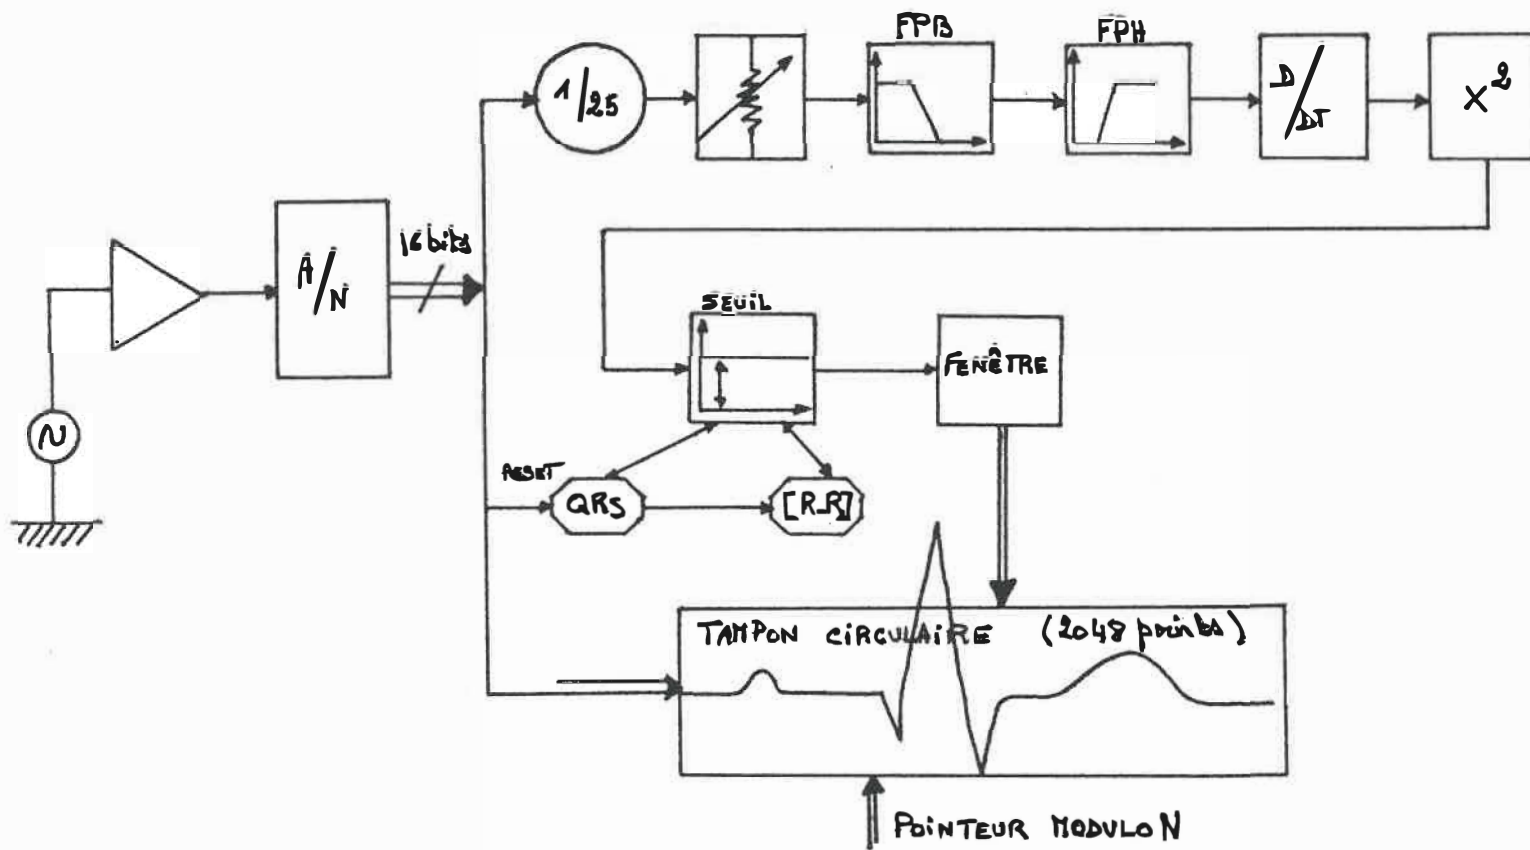 FPB
FPH
1/25
D/DT
x²
16 bits
A/N
SEUIL
FENÊTRE
RESET
QRS
[R_R]
TAMPON CIRCULAIRE (2048 points)
POINTEUR MODULO N